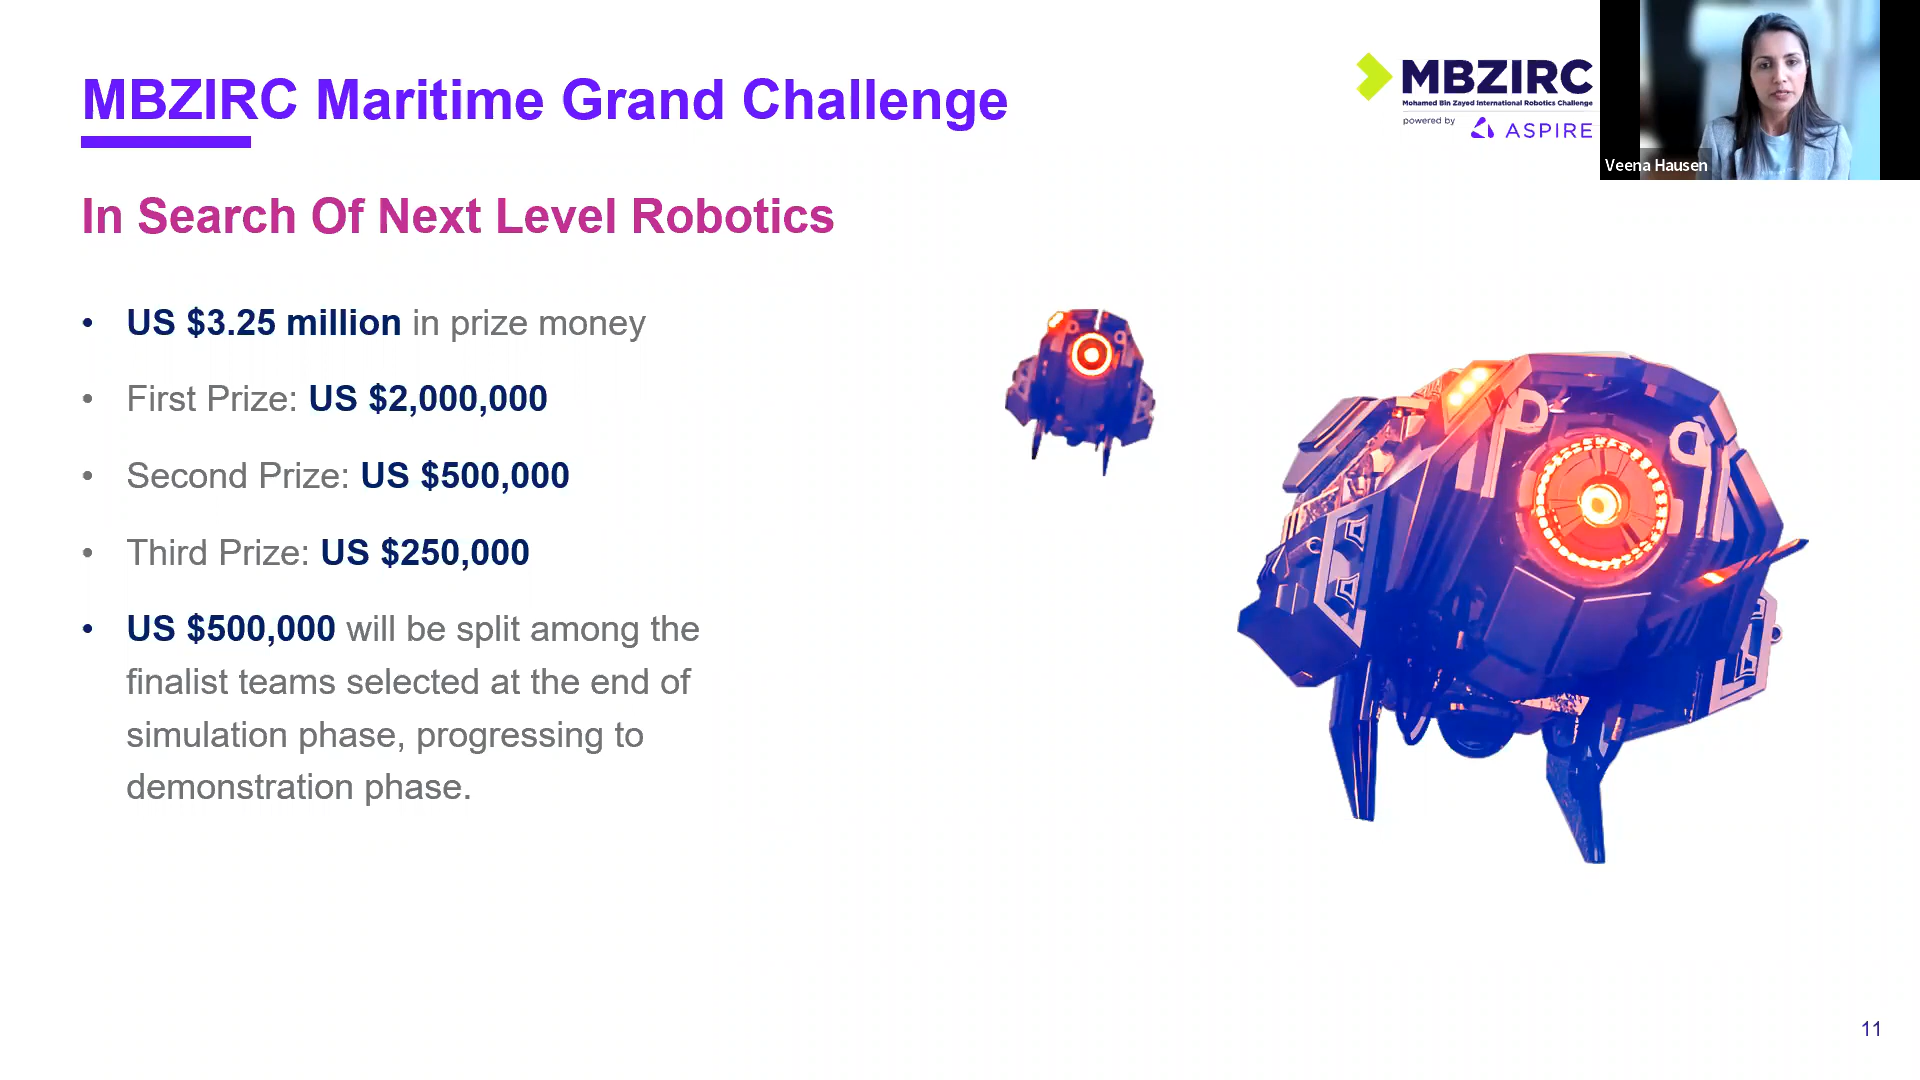 MBZIRC Maritime Grand Challenge
MBZIRC
Mohamed Bin Zayed International Robotics Challenge
powered by
ASPIRE
Veena Hausen
In Search Of Next Level Robotics
• US $3.25 million in prize money
• First Prize: US $2,000,000
• Second Prize: US $500,000
• Third Prize: US $250,000
• US $500,000 will be split among the
finalist teams selected at the end of
simulation phase, progressing to
demonstration phase.
11